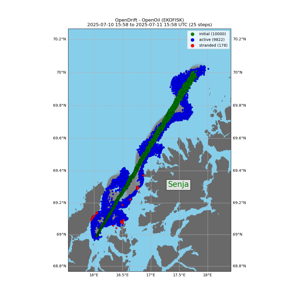 OpenDrift - OpenOil (EKOFISK)
2025-07-10 15:58 to 2025-07-11 15:58 UTC (25 steps)
initial (10000)
active (9822)
stranded (178)
70.2°N 70.2°N
70°N 70°N
69.8°N 69.8°N
69.6°N 69.6°N
69.4°N 69.4°N
Senja
69.2°N 69.2°N
69°N 69°N
68.8°N 68.8°N
16°E 16.5°E 17°E 17.5°E 18°E